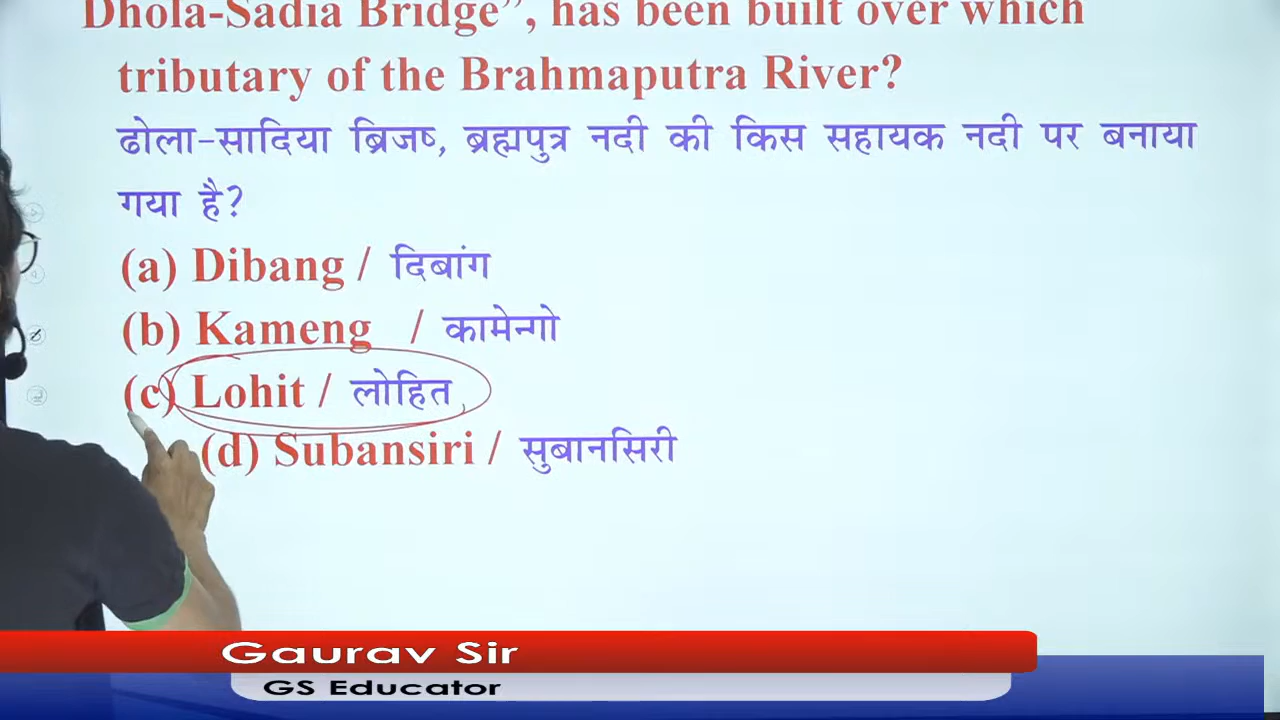 Dhola-Sadia Bridge”, has been built over which
tributary of the Brahmaputra River?
ढोला-सादिया ब्रिजष्, ब्रह्मपुत्र नदी की किस सहायक नदी पर बनाया
गया है?
(a) Dibang / दिबांग
(b) Kameng / कामेन्गो
(c) Lohit / लोहित
(d) Subansiri / सुबानसिरी
Gaurav Sir
GS Educator